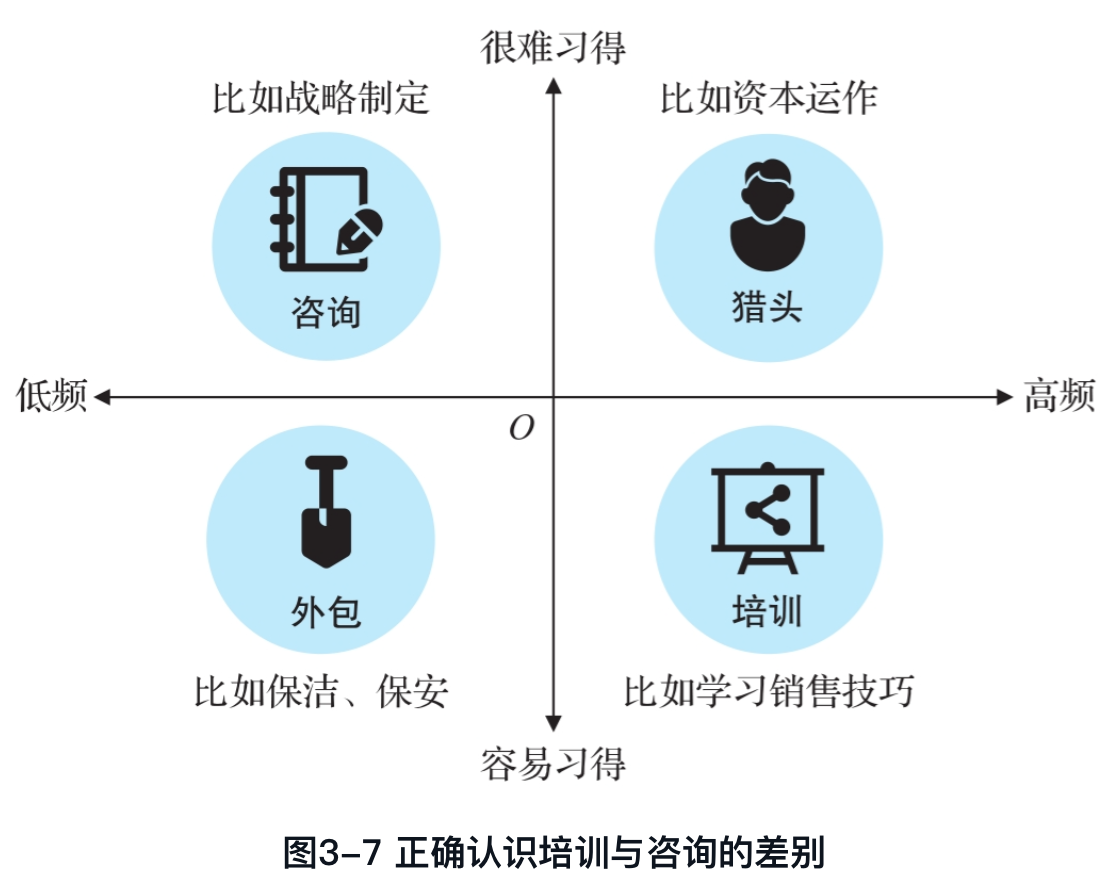 很难习得
比如战略制定
比如资本运作
咨询
猎头
低频
高频
O
外包
培训
比如保洁、保安
比如学习销售技巧
容易习得
图3-7 正确认识培训与咨询的差别